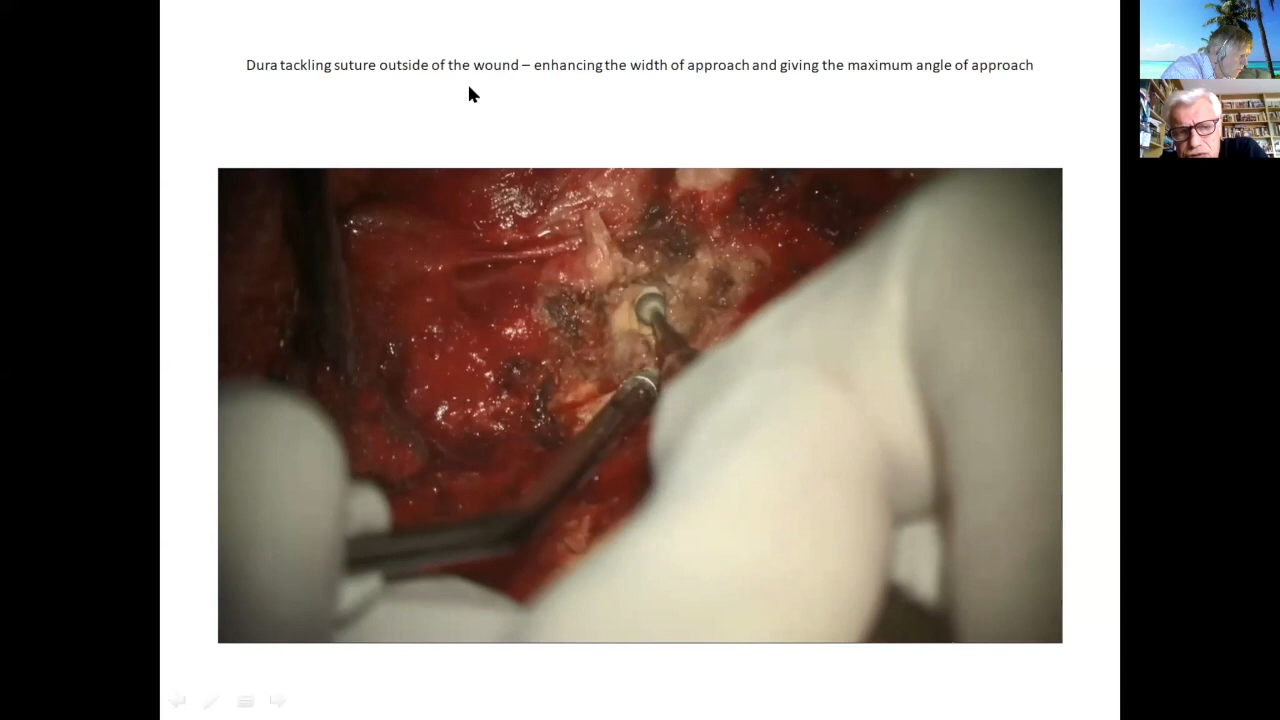 Dura tackling suture outside of the wound – enhancing the width of approach and giving the maximum angle of approach